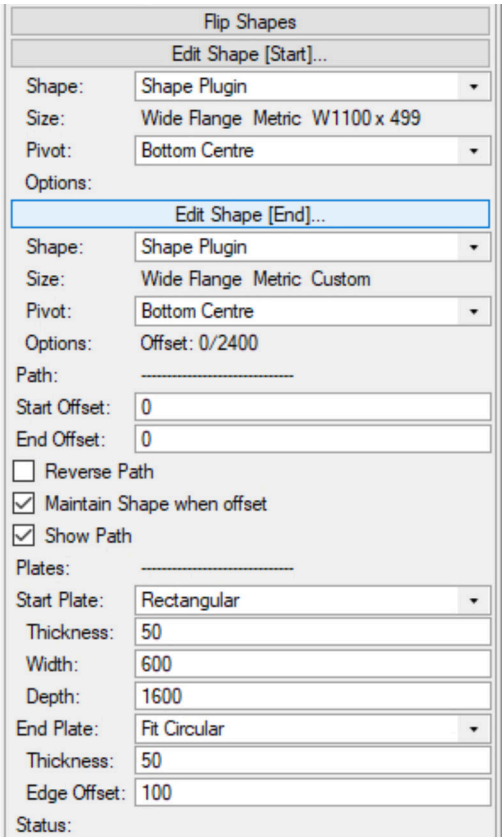 Flip Shapes
Edit Shape [Start]...
Shape: Shape Plugin
Size: Wide Flange Metric W1100 x 499
Pivot: Bottom Centre
Options:
Edit Shape [End]...
Shape: Shape Plugin
Size: Wide Flange Metric Custom
Pivot: Bottom Centre
Options: Offset: 0/2400
Path: ------------------------------
Start Offset: 0
End Offset: 0
Reverse Path
Maintain Shape when offset
Show Path
Plates: ------------------------------
Start Plate: Rectangular
Thickness: 50
Width: 600
Depth: 1600
End Plate: Fit Circular
Thickness: 50
Edge Offset: 100
Status: